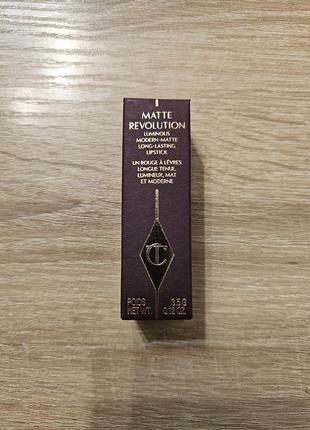 MATTE
REVOLUTION
LUMINOUS
MODERN-MATTE
LONG-LASTING
LIPSTICK
UN ROUGE À LÈVRES
LONGUE TENUE,
LUMINEUX, MAT
ET MODERNE
CT
POIDS 3.5 G
NET WT. 0.12 OZ.